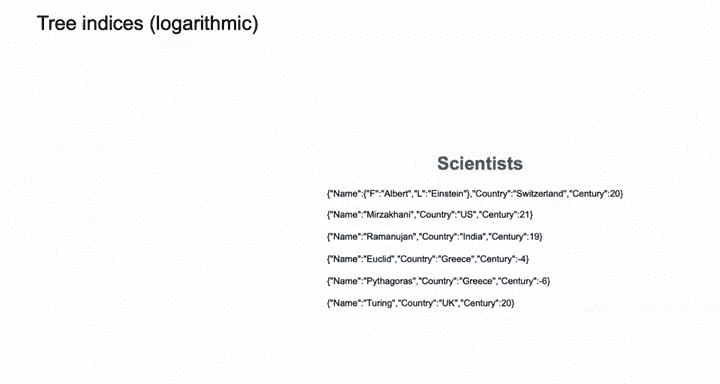 Tree indices (logarithmic)
Scientists
{"Name":{"F":"Albert","L":"Einstein"},"Country":"Switzerland","Century":20}
{"Name":"Mirzakhani","Country":"US","Century":21}
{"Name":"Ramanujan","Country":"India","Century":19}
{"Name":"Euclid","Country":"Greece","Century":-4}
{"Name":"Pythagoras","Country":"Greece","Century":-6}
{"Name":"Turing","Country":"UK","Century":20}